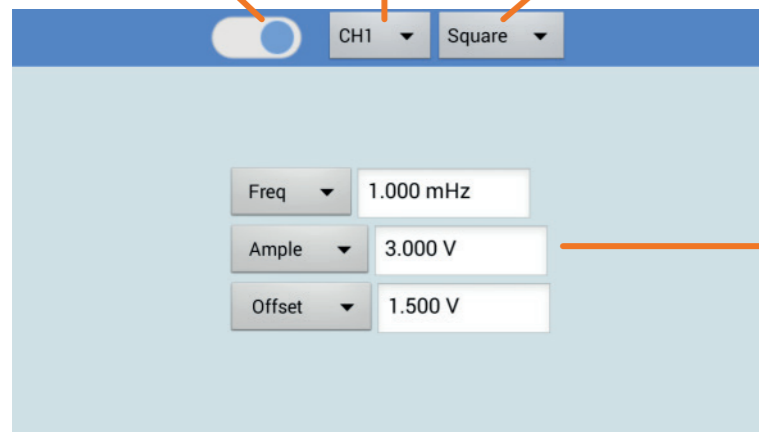 CH1 Square
Freq 1.000 mHz
Ample 3.000 V
Offset 1.500 V